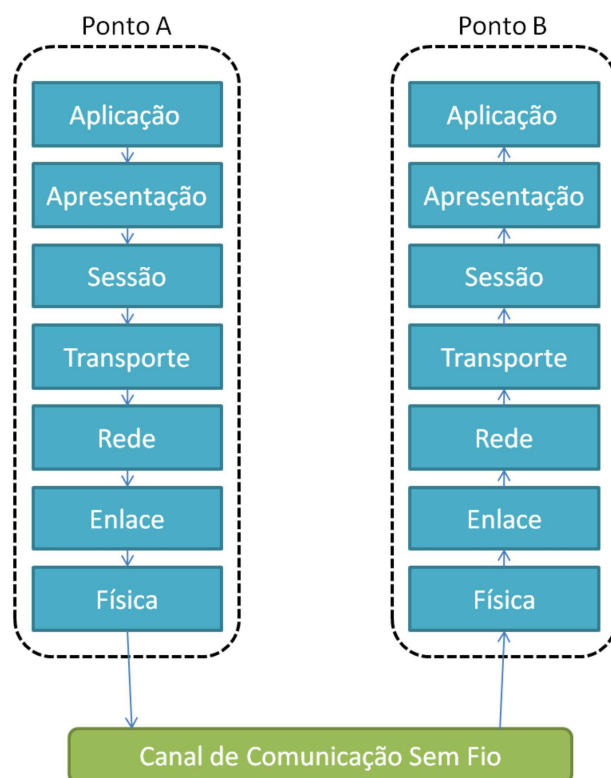 Ponto A
Aplicação
Apresentação
Sessão
Transporte
Rede
Enlace
Física
Ponto B
Aplicação
Apresentação
Sessão
Transporte
Rede
Enlace
Física
Canal de Comunicação Sem Fio